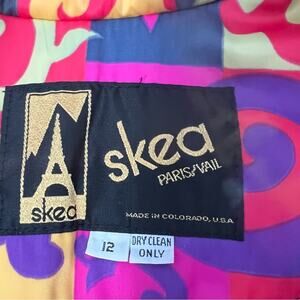 skea
skea
PARIS/VAIL
MADE IN COLORADO, U.S.A.
12
DRY CLEAN
ONLY